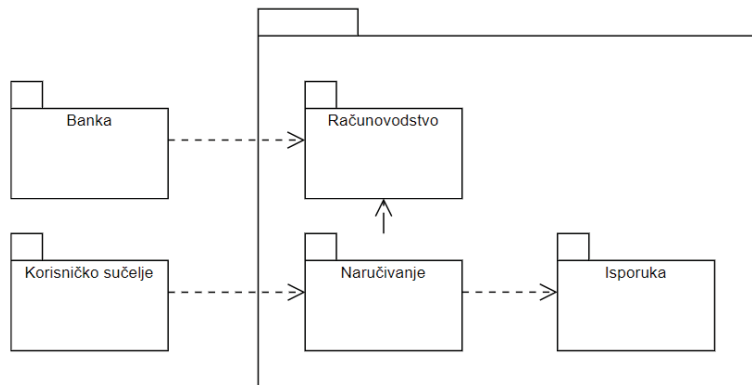 Banka
Računovodstvo
Korisničko sučelje
Naručivanje
Isporuka